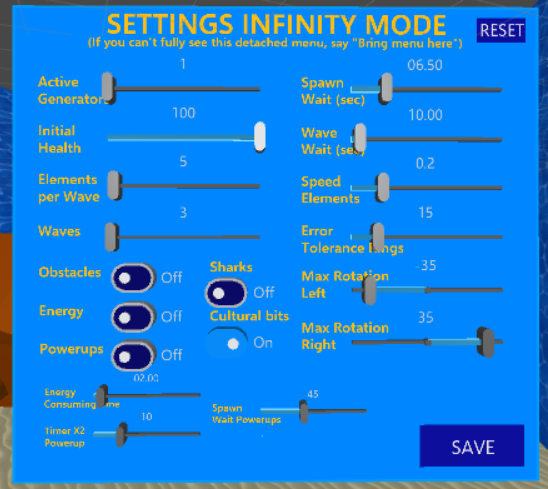 SETTINGS INFINITY MODE
RESET
(If you can't fully see this detached menu, say "Bring menu here")
1
Active
Generators
06.50
Spawn
Wait (sec)
100
Initial
Health
10.00
Wave
Wait (sec)
5
Elements
per Wave
0.2
Speed
Elements
3
Waves
15
Error
Tolerance Rings
Obstacles
Off
Sharks
Off
-35
Max Rotation
Left
Energy
Off
Cultural bits
On
35
Max Rotation
Right
Powerups
Off
02.00
Energy
Consuming Time
45
Spawn
Wait Powerups
10
Timer X2
Powerup
SAVE